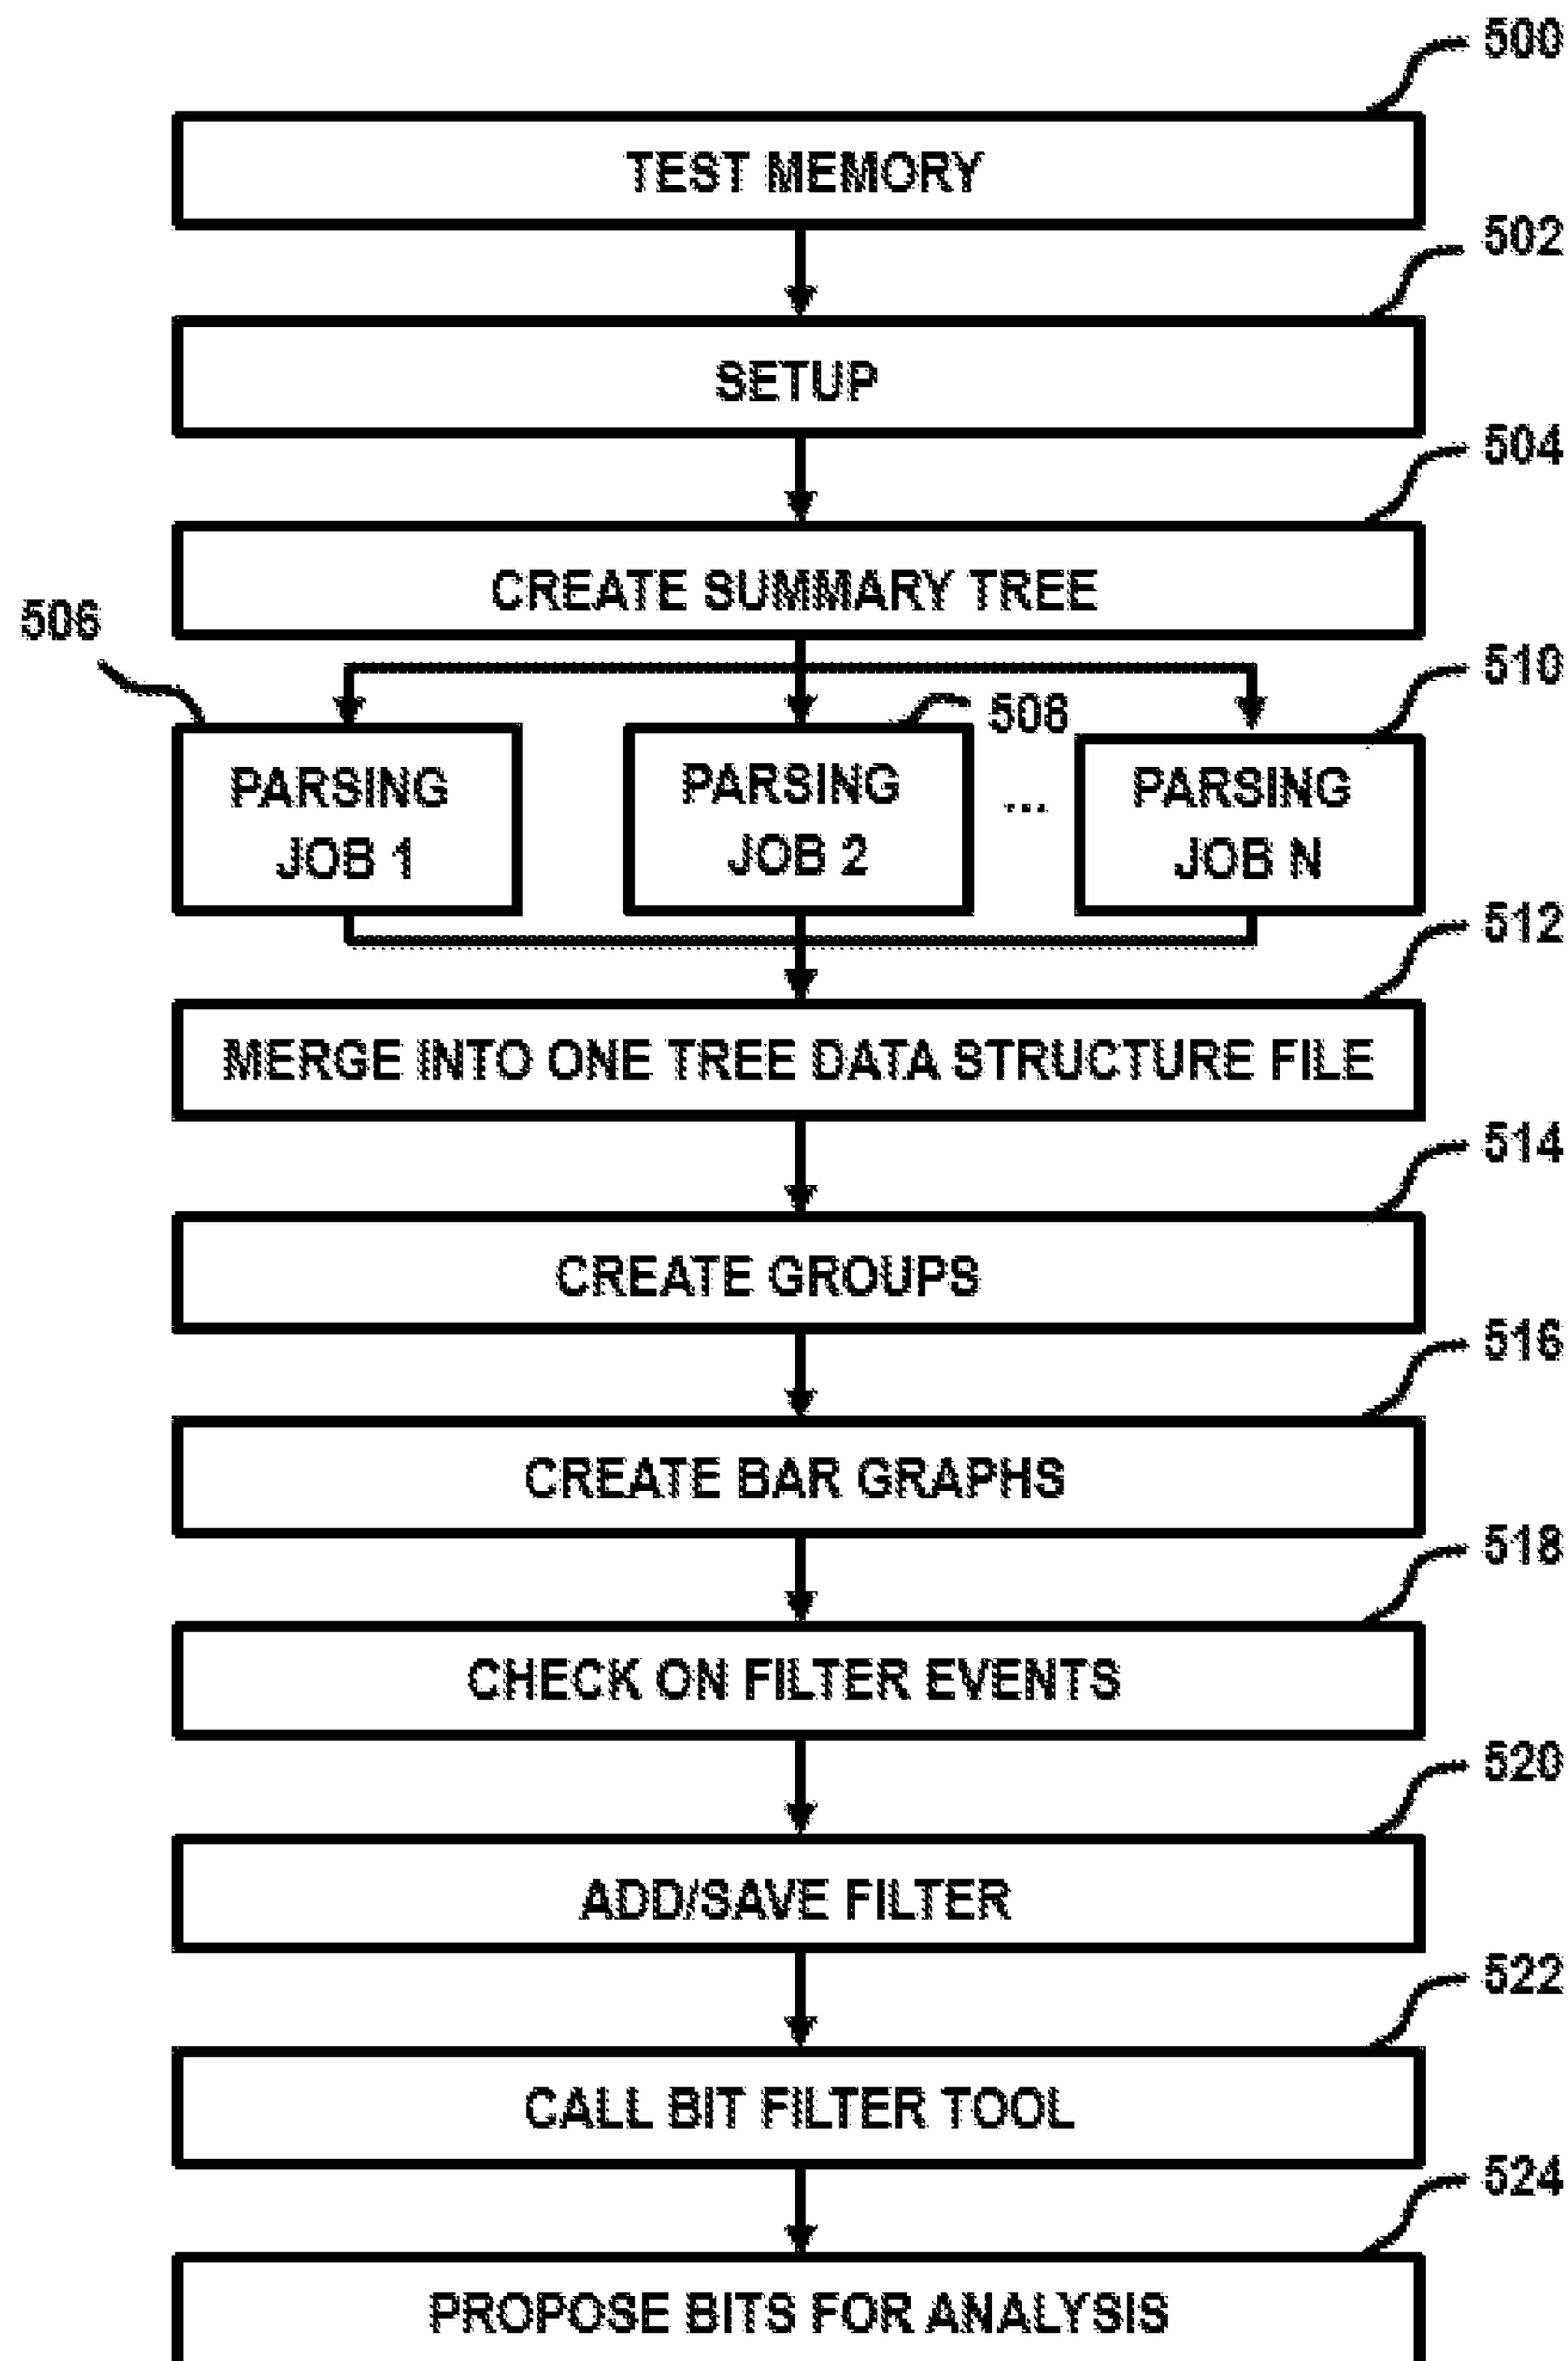 500
TEST MEMORY
502
SETUP
504
CREATE SUMMARY TREE
506
508
510
PARSING
JOB 1
PARSING
JOB 2
...
PARSING
JOB N
512
MERGE INTO ONE TREE DATA STRUCTURE FILE
514
CREATE GROUPS
516
CREATE BAR GRAPHS
518
CHECK ON FILTER EVENTS
520
ADD/SAVE FILTER
522
CALL BIT FILTER TOOL
524
PROPOSE BITS FOR ANALYSIS